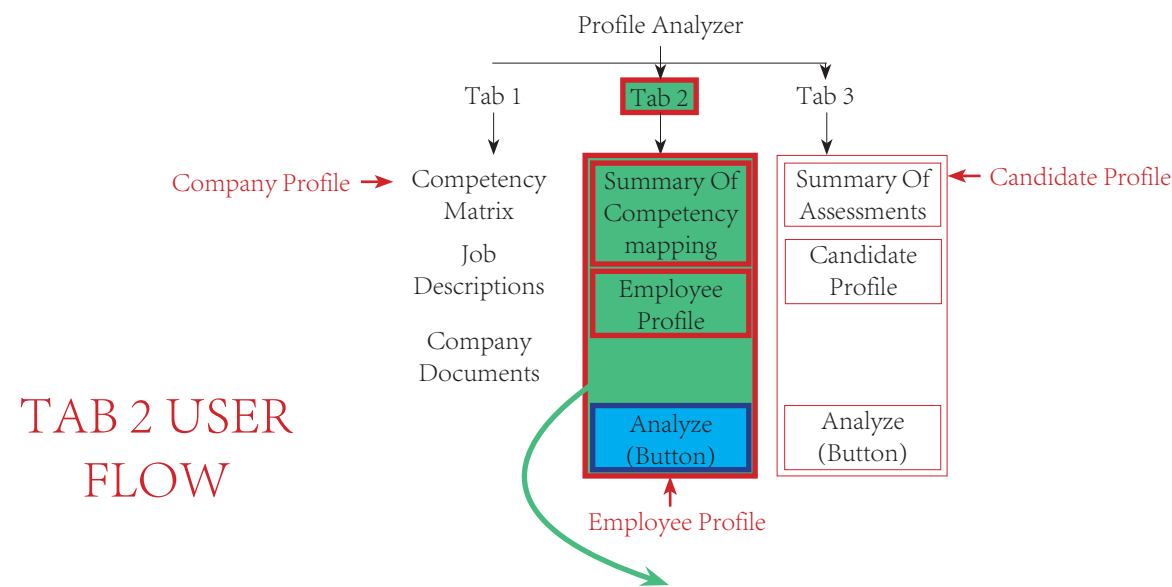 Profile Analyzer
Tab 1
Tab 2
Tab 3
Company Profile
Competency
Matrix
Job
Descriptions
Company
Documents
Summary Of
Competency
mapping
Employee
Profile
Analyze
(Button)
Employee Profile
Summary Of
Assessments
Candidate
Profile
Analyze
(Button)
Candidate Profile
TAB 2 USER
FLOW